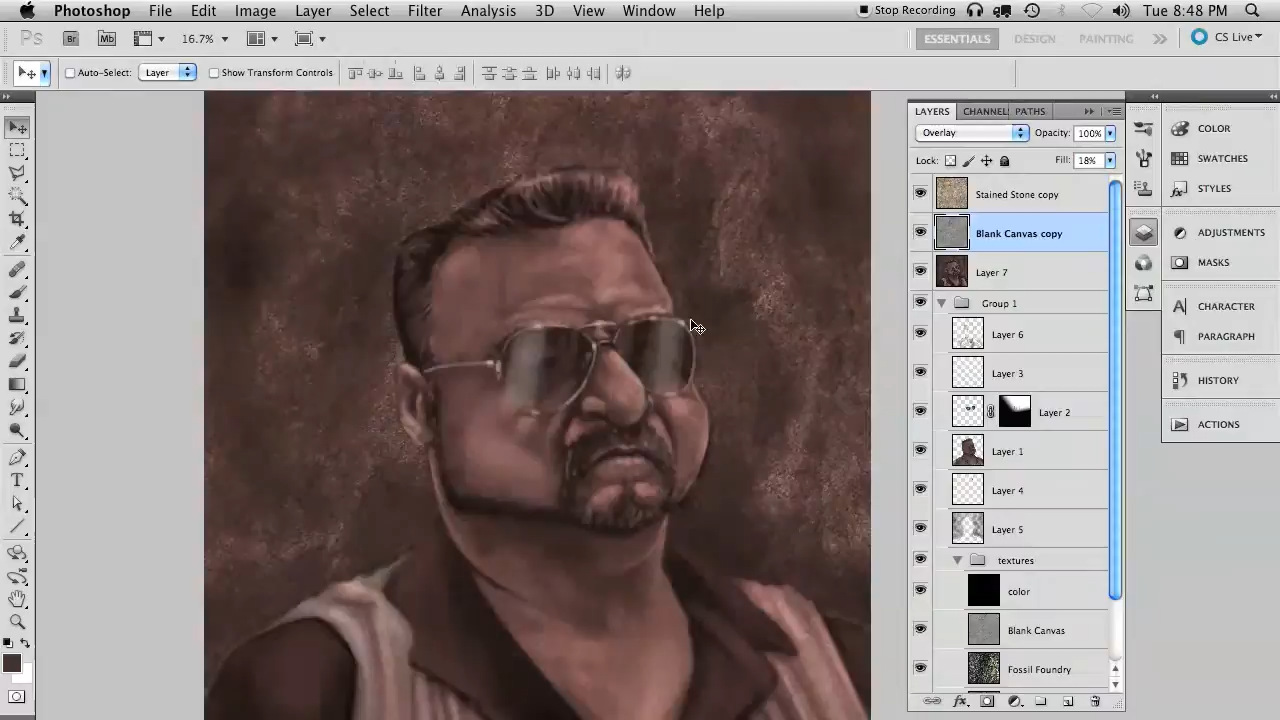 Photoshop File Edit Image Layer Select Filter Analysis 3D View Window Help Stop Recording Tue 8:48 PM
Ps Br Mb 16.7% ESSENTIALS DESIGN PAINTING CS Live
Auto-Select: Layer Show Transform Controls
LAYERS CHANNEL PATHS
Overlay Opacity: 100%
Lock: Fill: 18%
Stained Stone copy
Blank Canvas copy
Layer 7
Group 1
Layer 6
Layer 3
Layer 2
Layer 1
Layer 4
Layer 5
textures
color
Blank Canvas
Fossil Foundry
fx
COLOR
SWATCHES
STYLES
ADJUSTMENTS
MASKS
CHARACTER
PARAGRAPH
HISTORY
ACTIONS